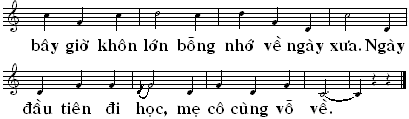 bây giờ khôn lớn bỗng nhớ về ngày xưa. Ngày
đầu tiên đi học, mẹ cô cùng vỗ về.